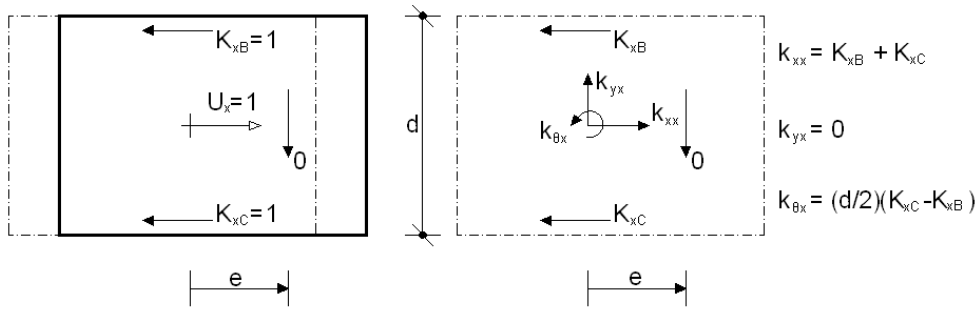 K_xB=1
U_x=1
0
K_xC=1
e
d
K_xB
k_yx
k_θx
k_xx
0
K_xC
e
k_xx = K_xB + K_xC
k_yx = 0
k_θx = (d/2)(K_xC-K_xB)